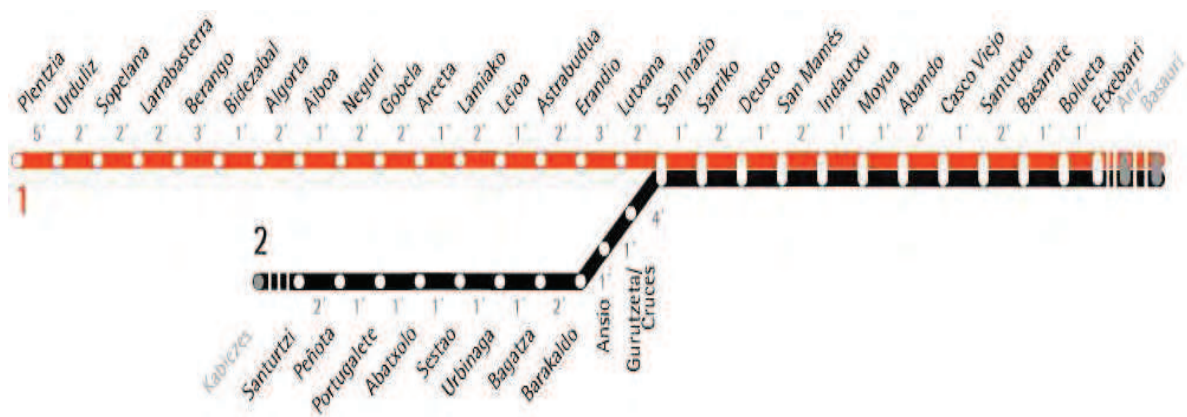 Plentzia
Urduliz
Sopelana
Larrabasterra
Berango
Bidezabal
Algorta
Aiboa
Neguri
Gobela
Areeta
Lamiako
Leioa
Astrabudua
Erandio
Lutxana
San Inazio
Sarriko
Deusto
San Mamés
Indautxu
Moyua
Abando
Casco Viejo
Santutxu
Basarrate
Bolueta
Etxebarri
Ariz
Basauri
5' 2' 2' 2' 3' 1' 2' 1' 2' 2' 1' 2' 1' 2' 3' 2' 1' 2' 1' 2' 1' 1' 2' 1' 2' 1' 1'
1
2
4'
1'
1'
2' 1' 1' 1' 1' 1' 2'
Kabiezes
Santurtzi
Peñota
Portugalete
Abatxolo
Sestao
Urbinaga
Bagatza
Barakaldo
Ansio
Gurutzeta/
Cruces